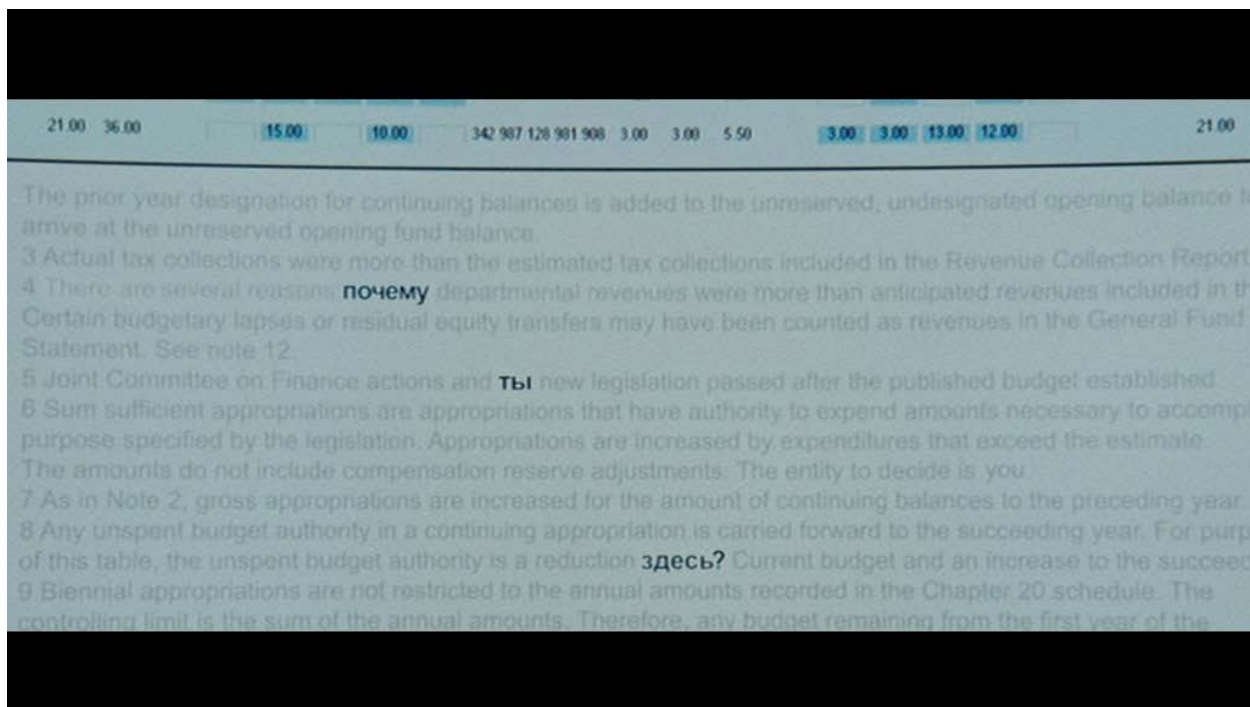 21.00 36.00 15.00 10.00 342 987 128 981 908 3.00 3.00 5.50 3.00 3.00 13.00 12.00 21.00
The prior year designation for continuing balances is added to the unreserved, undesignated opening balance
arrive at the unreserved opening fund balance.
3 Actual tax collections were more than the estimated tax collections included in the Revenue Collection Report
4 There are several reasons почему departmental revenues were more than anticipated revenues included in
Certain budgetary lapses or residual equity transfers may have been counted as revenues in the General Fund
Statement. See note 12.
5 Joint Committee on Finance actions and ты new legislation passed after the published budget established
6 Sum sufficient appropriations are appropriations that have authority to expend amounts necessary to
purpose specified by the legislation. Appropriations are increased by expenditures that exceed the estimate.
The amounts do not include compensation reserve adjustments. The entity to decide is you
7 As in Note 2, gross appropriations are increased for the amount of continuing balances to the preceding year.
8 Any unspent budget authority in a continuing appropriation is carried forward to the succeeding year. For
of this table, the unspent budget authority is a reduction здесь? Current budget and an increase to the
9 Biennial appropriations are not restricted to the annual amounts recorded in the Chapter 20 schedule. The
controlling limit is the sum of the annual amounts. Therefore, any budget remaining from the first year of the